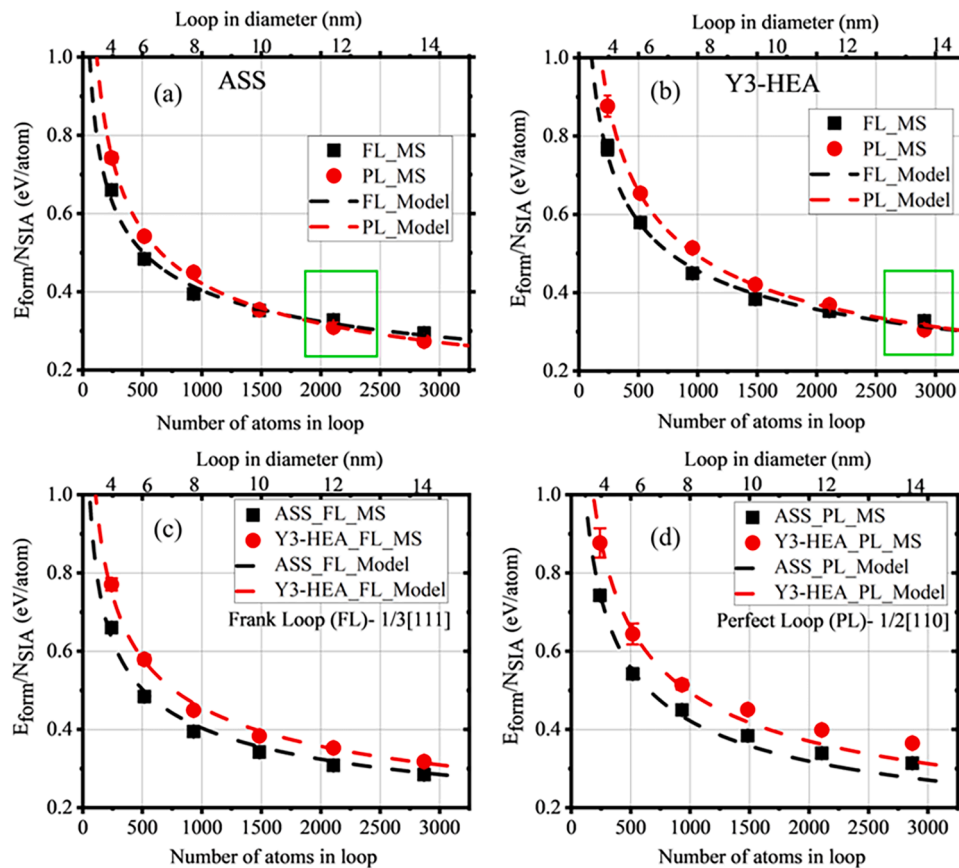 Loop in diameter (nm)
4 6 8 10 12 14
1.0
0.8
0.6
0.4
0.2
E_form/N_SIA (eV/atom)
(a)
ASS
FL_MS
PL_MS
FL_Model
PL_Model
0 500 1000 1500 2000 2500 3000
Number of atoms in loop
Loop in diameter (nm)
4 6 8 10 12 14
1.0
0.8
0.6
0.4
0.2
E_form/N_SIA (eV/atom)
(b)
Y3-HEA
FL_MS
PL_MS
FL_Model
PL_Model
0 500 1000 1500 2000 2500 3000
Number of atoms in loop
Loop in diameter (nm)
4 6 8 10 12 14
1.0
0.8
0.6
0.4
0.2
E_form/N_SIA (eV/atom)
(c)
ASS_FL_MS
Y3-HEA_FL_MS
ASS_FL_Model
Y3-HEA_FL_Model
Frank Loop (FL)- 1/3[111]
0 500 1000 1500 2000 2500 3000
Number of atoms in loop
Loop in diameter (nm)
4 6 8 10 12 14
1.0
0.8
0.6
0.4
0.2
E_form/N_SIA (eV/atom)
(d)
ASS_PL_MS
Y3-HEA_PL_MS
ASS_PL_Model
Y3-HEA_PL_Model
Perfect Loop (PL)- 1/2[110]
0 500 1000 1500 2000 2500 3000
Number of atoms in loop